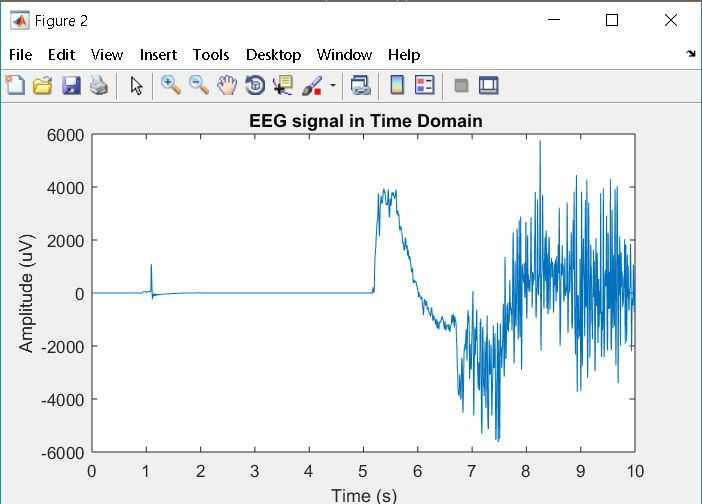 Figure 2
File Edit View Insert Tools Desktop Window Help
EEG signal in Time Domain
6000
4000
2000
0
-2000
-4000
-6000
Amplitude (uV)
0 1 2 3 4 5 6 7 8 9 10
Time (s)